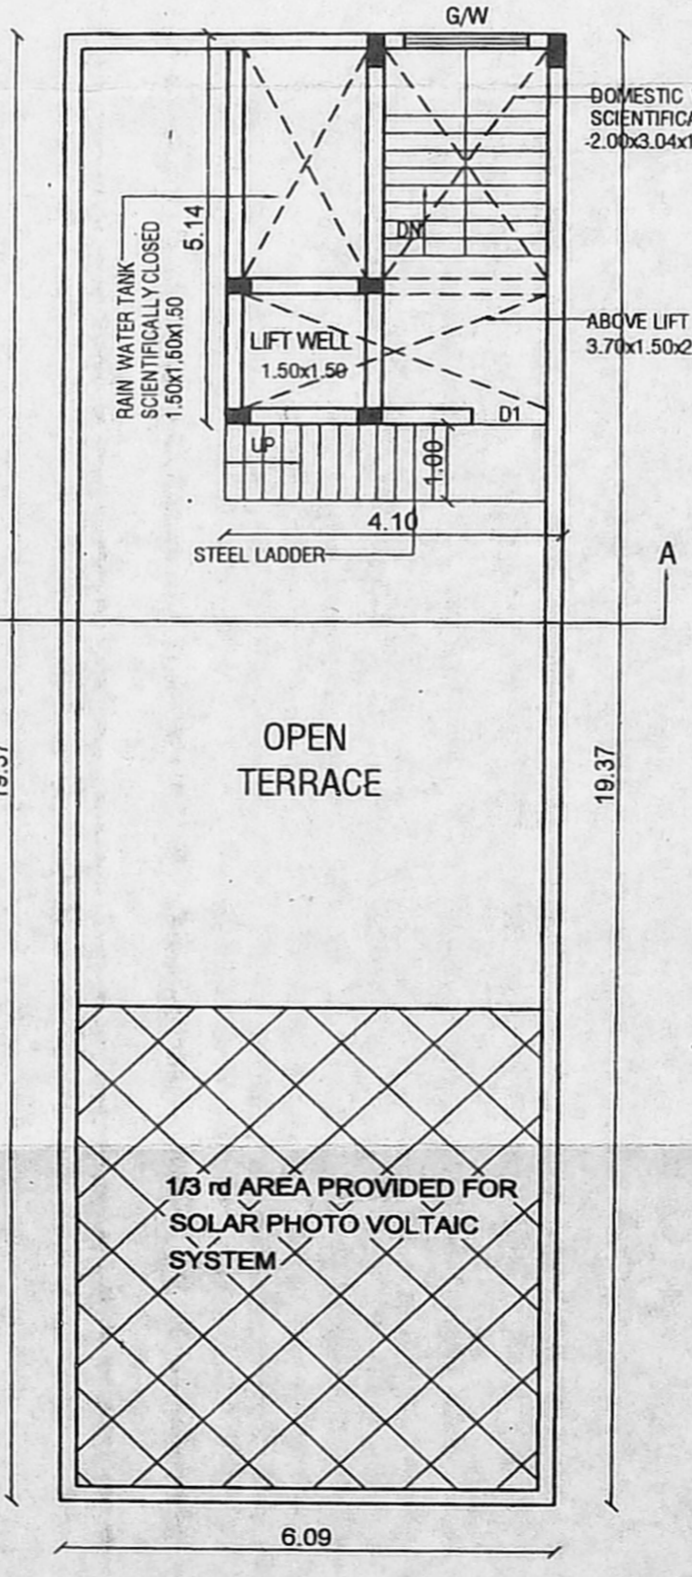 G/W
DOMESTIC
SCIENTIFICA
-2.00x3.04x1
5.14
DN
RAIN WATER TANK
SCIENTIFICALLY CLOSED
1.50x1.50x1.50
LIFT WELL
1.50x1.50
ABOVE LIFT
3.70x1.50x2
D1
UP
1.00
4.10
STEEL LADDER
A
OPEN
TERRACE
19.37
1/3 rd AREA PROVIDED FOR
SOLAR PHOTO VOLTAIC
SYSTEM
6.09